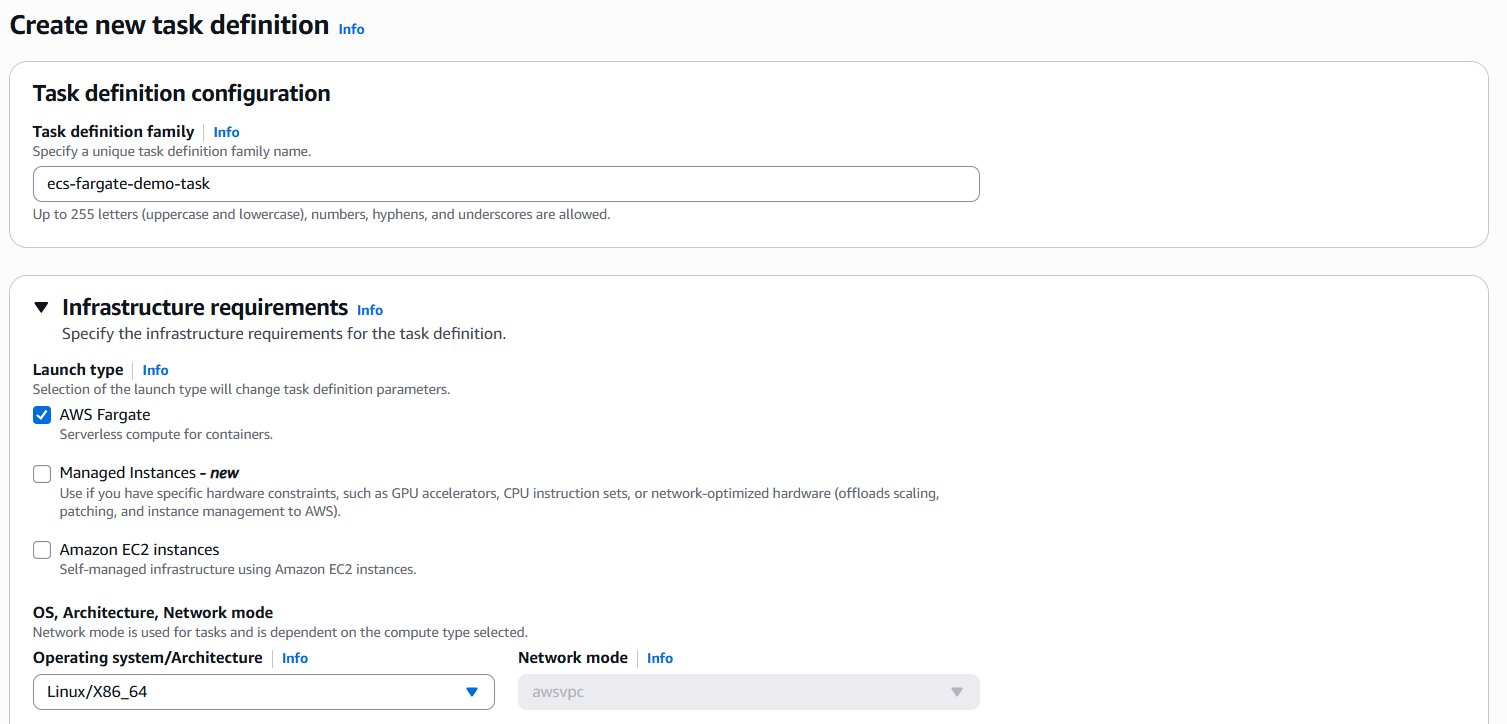 Create new task definition Info
Task definition configuration
Task definition family Info
Specify a unique task definition family name.
ecs-fargate-demo-task
Up to 255 letters (uppercase and lowercase), numbers, hyphens, and underscores are allowed.
Infrastructure requirements Info
Specify the infrastructure requirements for the task definition.
Launch type Info
Selection of the launch type will change task definition parameters.
AWS Fargate
Serverless compute for containers.
Managed Instances - new
Use if you have specific hardware constraints, such as GPU accelerators, CPU instruction sets, or network-optimized hardware (offloads scaling,
patching, and instance management to AWS).
Amazon EC2 instances
Self-managed infrastructure using Amazon EC2 instances.
OS, Architecture, Network mode
Network mode is used for tasks and is dependent on the compute type selected.
Operating system/Architecture Info Network mode Info
Linux/X86_64 awsvpc